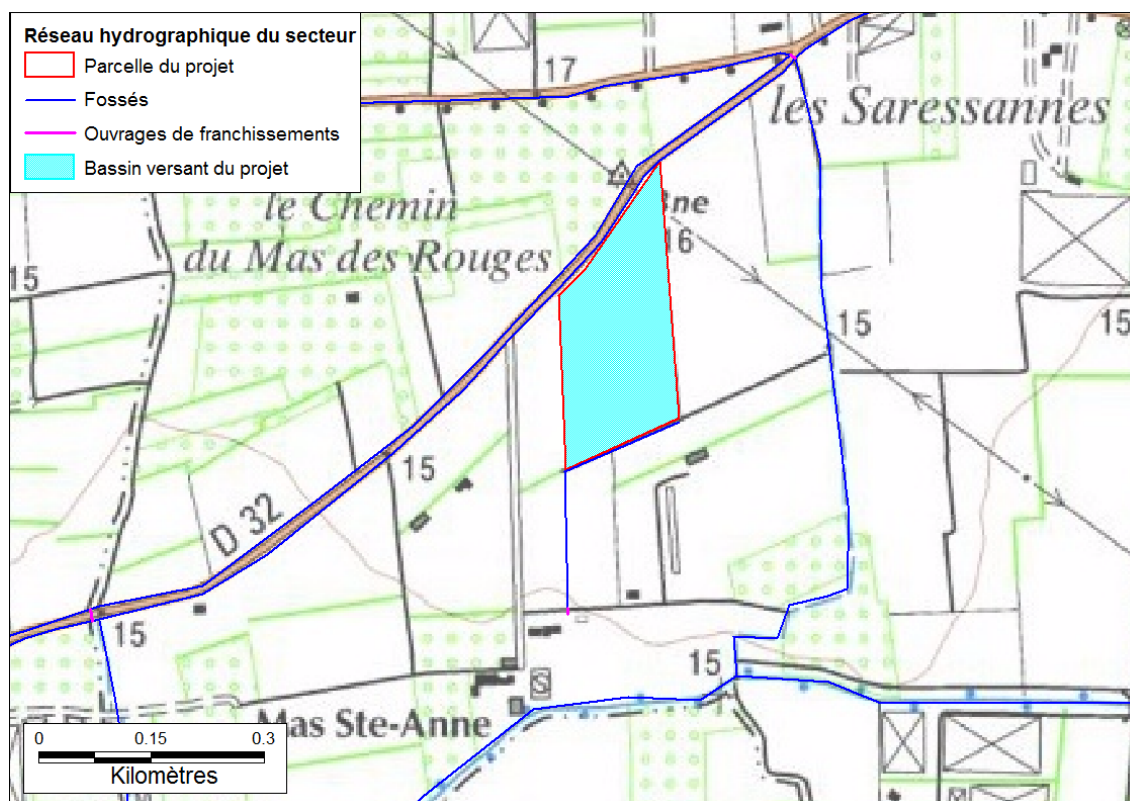 Réseau hydrographique du secteur
Parcelle du projet
Fossés
Ouvrages de franchissements
Bassin versant du projet
17
les Saressannes
le Chemin
du Mas des Rouges
16
15
15
15
15
D 32
15
15
S
Mas Ste-Anne
0 0.15 0.3
Kilomètres